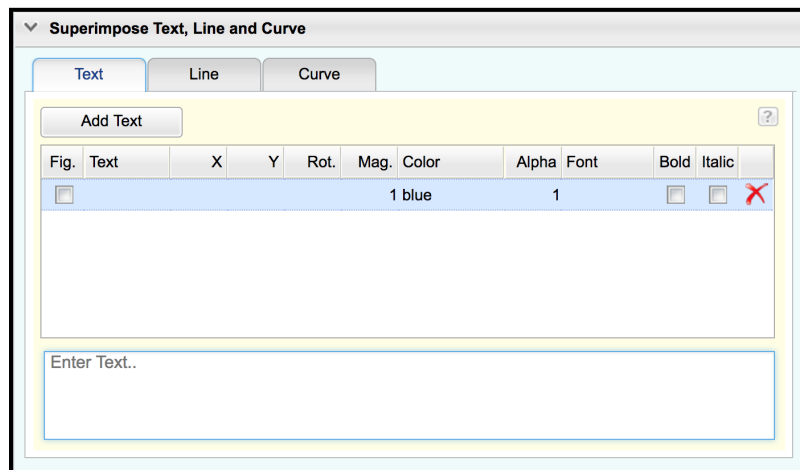 Superimpose Text, Line and Curve
Text Line Curve
Add Text ?
Fig. Text X Y Rot. Mag. Color Alpha Font Bold Italic
1 blue 1
Enter Text..